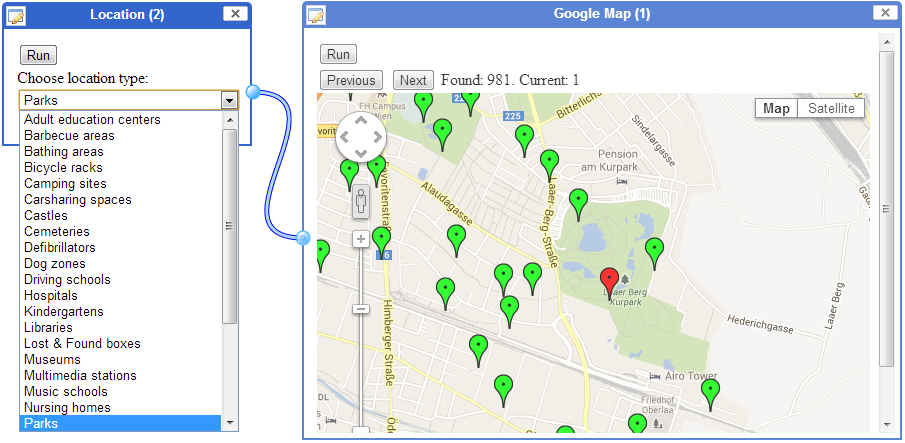 Location (2)
Run
Choose location type:
Parks
Adult education centers
Barbecue areas
Bathing areas
Bicycle racks
Camping sites
Carsharing spaces
Castles
Cemeteries
Defibrillators
Dog zones
Driving schools
Hospitals
Kindergartens
Libraries
Lost & Found boxes
Museums
Multimedia stations
Music schools
Nursing homes
Parks
Google Map (1)
Run
Previous Next Found: 981. Current: 1
Map Satellite
FH Campus
Wien
225
Bitterlichs
225
Sindelargasse
Pension
am Kurpark
Favoritenstraße
Alaudagasse
Laaer-Berg-Straße
Laaer Berg
Kurpark
Laaer Berg
Hederichgasse
Himberger Straße
Airo Tower
Friedhof
Oberlaa